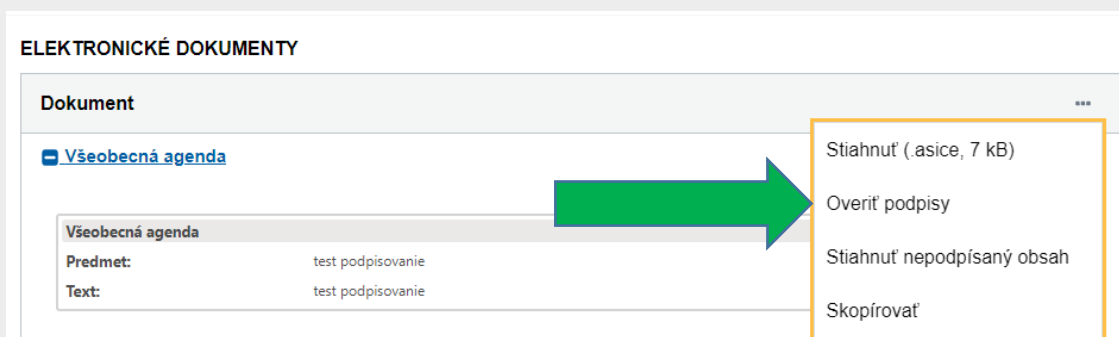 ELEKTRONICKÉ DOKUMENTY
Dokument
Všeobecná agenda
Všeobecná agenda
Predmet: test podpisovanie
Text: test podpisovanie
Stiahnuť (.asice, 7 kB)
Overiť podpisy
Stiahnuť nepodpísaný obsah
Skopírovať